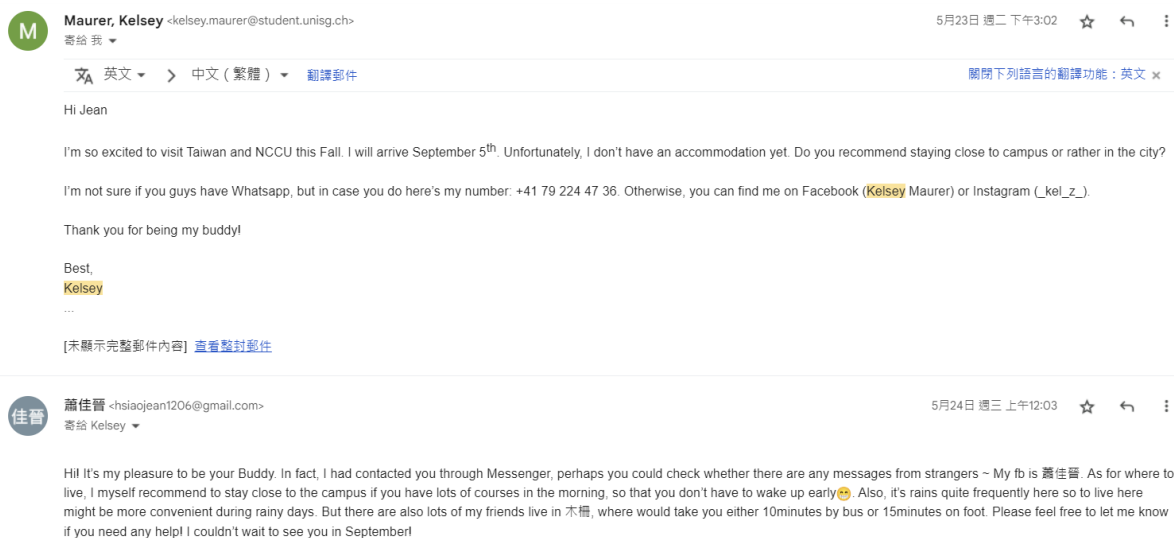 M
Maurer, Kelsey <kelsey.maurer@student.unisg.ch>
5月23日 週二 下午3:02
寄給 我
英文 > 中文（繁體） 翻譯郵件
關閉下列語言的翻譯功能：英文 ×
Hi Jean
I'm so excited to visit Taiwan and NCCU this Fall. I will arrive September 5th. Unfortunately, I don't have an accommodation yet. Do you recommend staying close to campus or rather in the city?
I'm not sure if you guys have Whatsapp, but in case you do here's my number: +41 79 224 47 36. Otherwise, you can find me on Facebook (Kelsey Maurer) or Instagram (_kel_z_).
Thank you for being my buddy!
Best,
Kelsey
...
[未顯示完整郵件內容] 查看整封郵件
佳晉
蕭佳晉 <hsiaojean1206@gmail.com>
5月24日 週三 上午12:03
寄給 Kelsey
Hi! It's my pleasure to be your Buddy. In fact, I had contacted you through Messenger, perhaps you could check whether there are any messages from strangers ~ My fb is 蕭佳晉. As for where to
live, I myself recommend to stay close to the campus if you have lots of courses in the morning, so that you don't have to wake up early😁. Also, it's rains quite frequently here so to live here
might be more convenient during rainy days. But there are also lots of my friends live in 木柵, where would take you either 10minutes by bus or 15minutes on foot. Please feel free to let me know
if you need any help! I couldn't wait to see you in September!